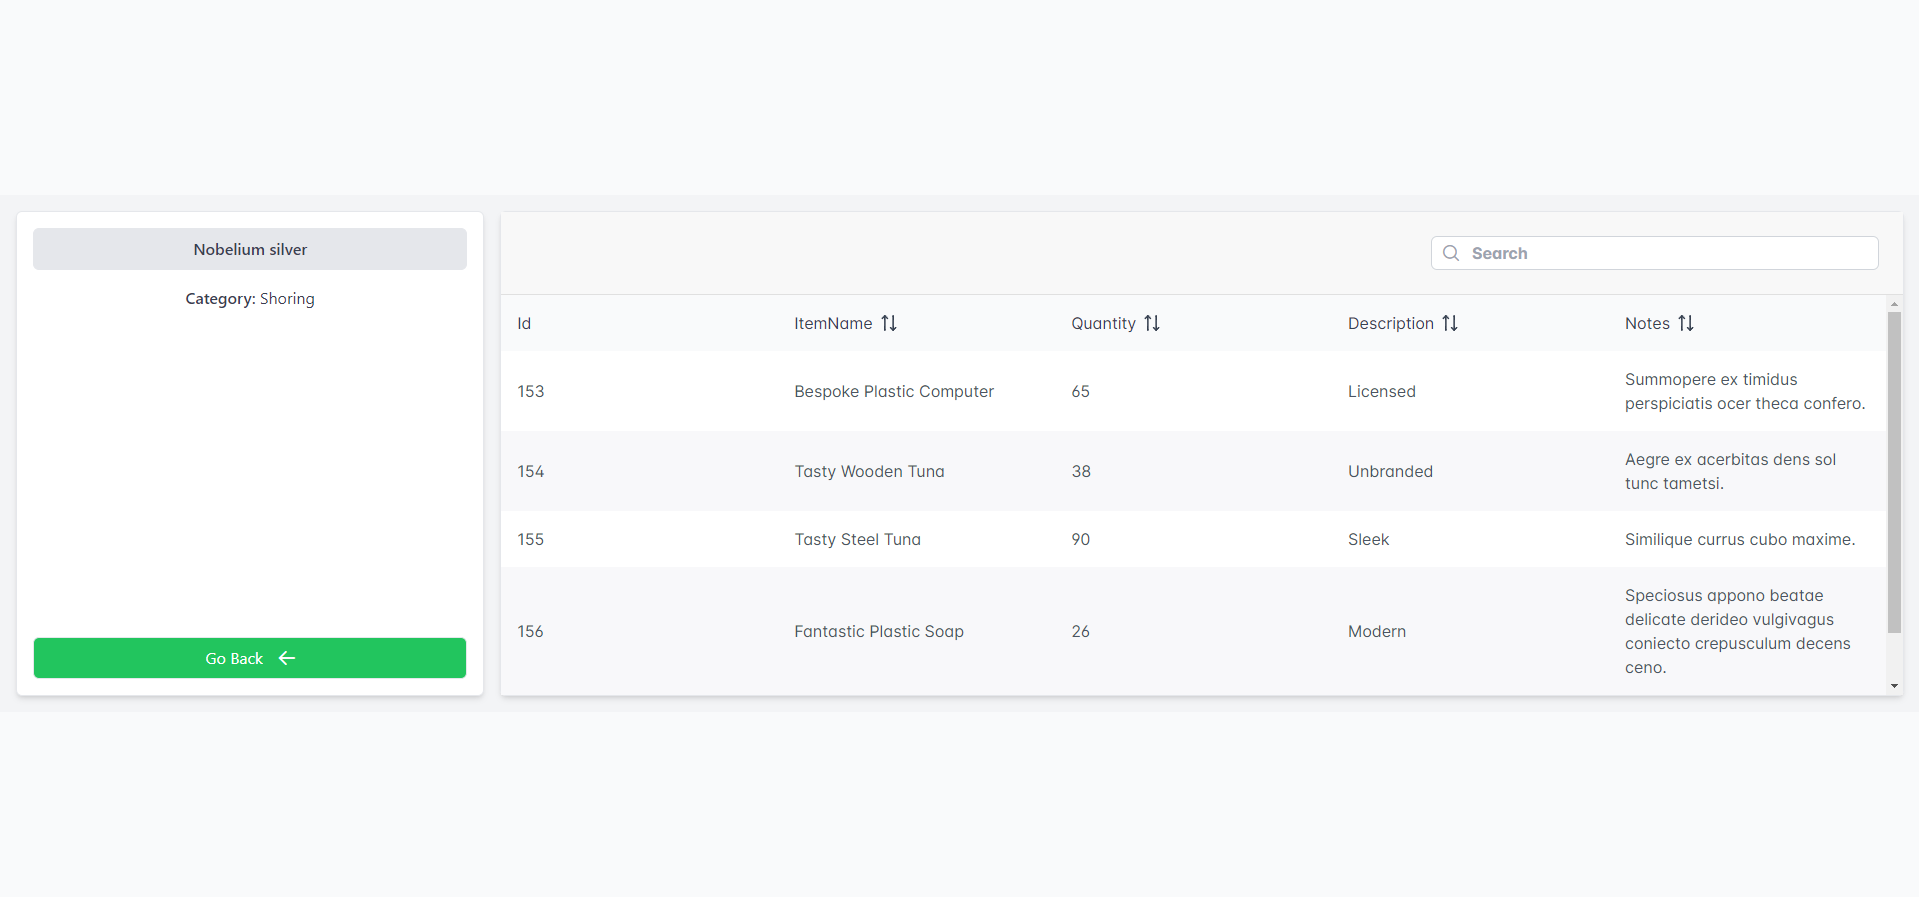 Nobelium silver
Category: Shoring
Go Back
Search
Id ItemName Quantity Description Notes
153 Bespoke Plastic Computer 65 Licensed Summopere ex timidus
perspiciatis ocer theca confero.
154 Tasty Wooden Tuna 38 Unbranded Aegre ex acerbitas dens sol
tunc tametsi.
155 Tasty Steel Tuna 90 Sleek Similique currus cubo maxime.
156 Fantastic Plastic Soap 26 Modern Speciosus appono beatae
delicate derideo vulgivagus
coniecto crepusculum decens
ceno.